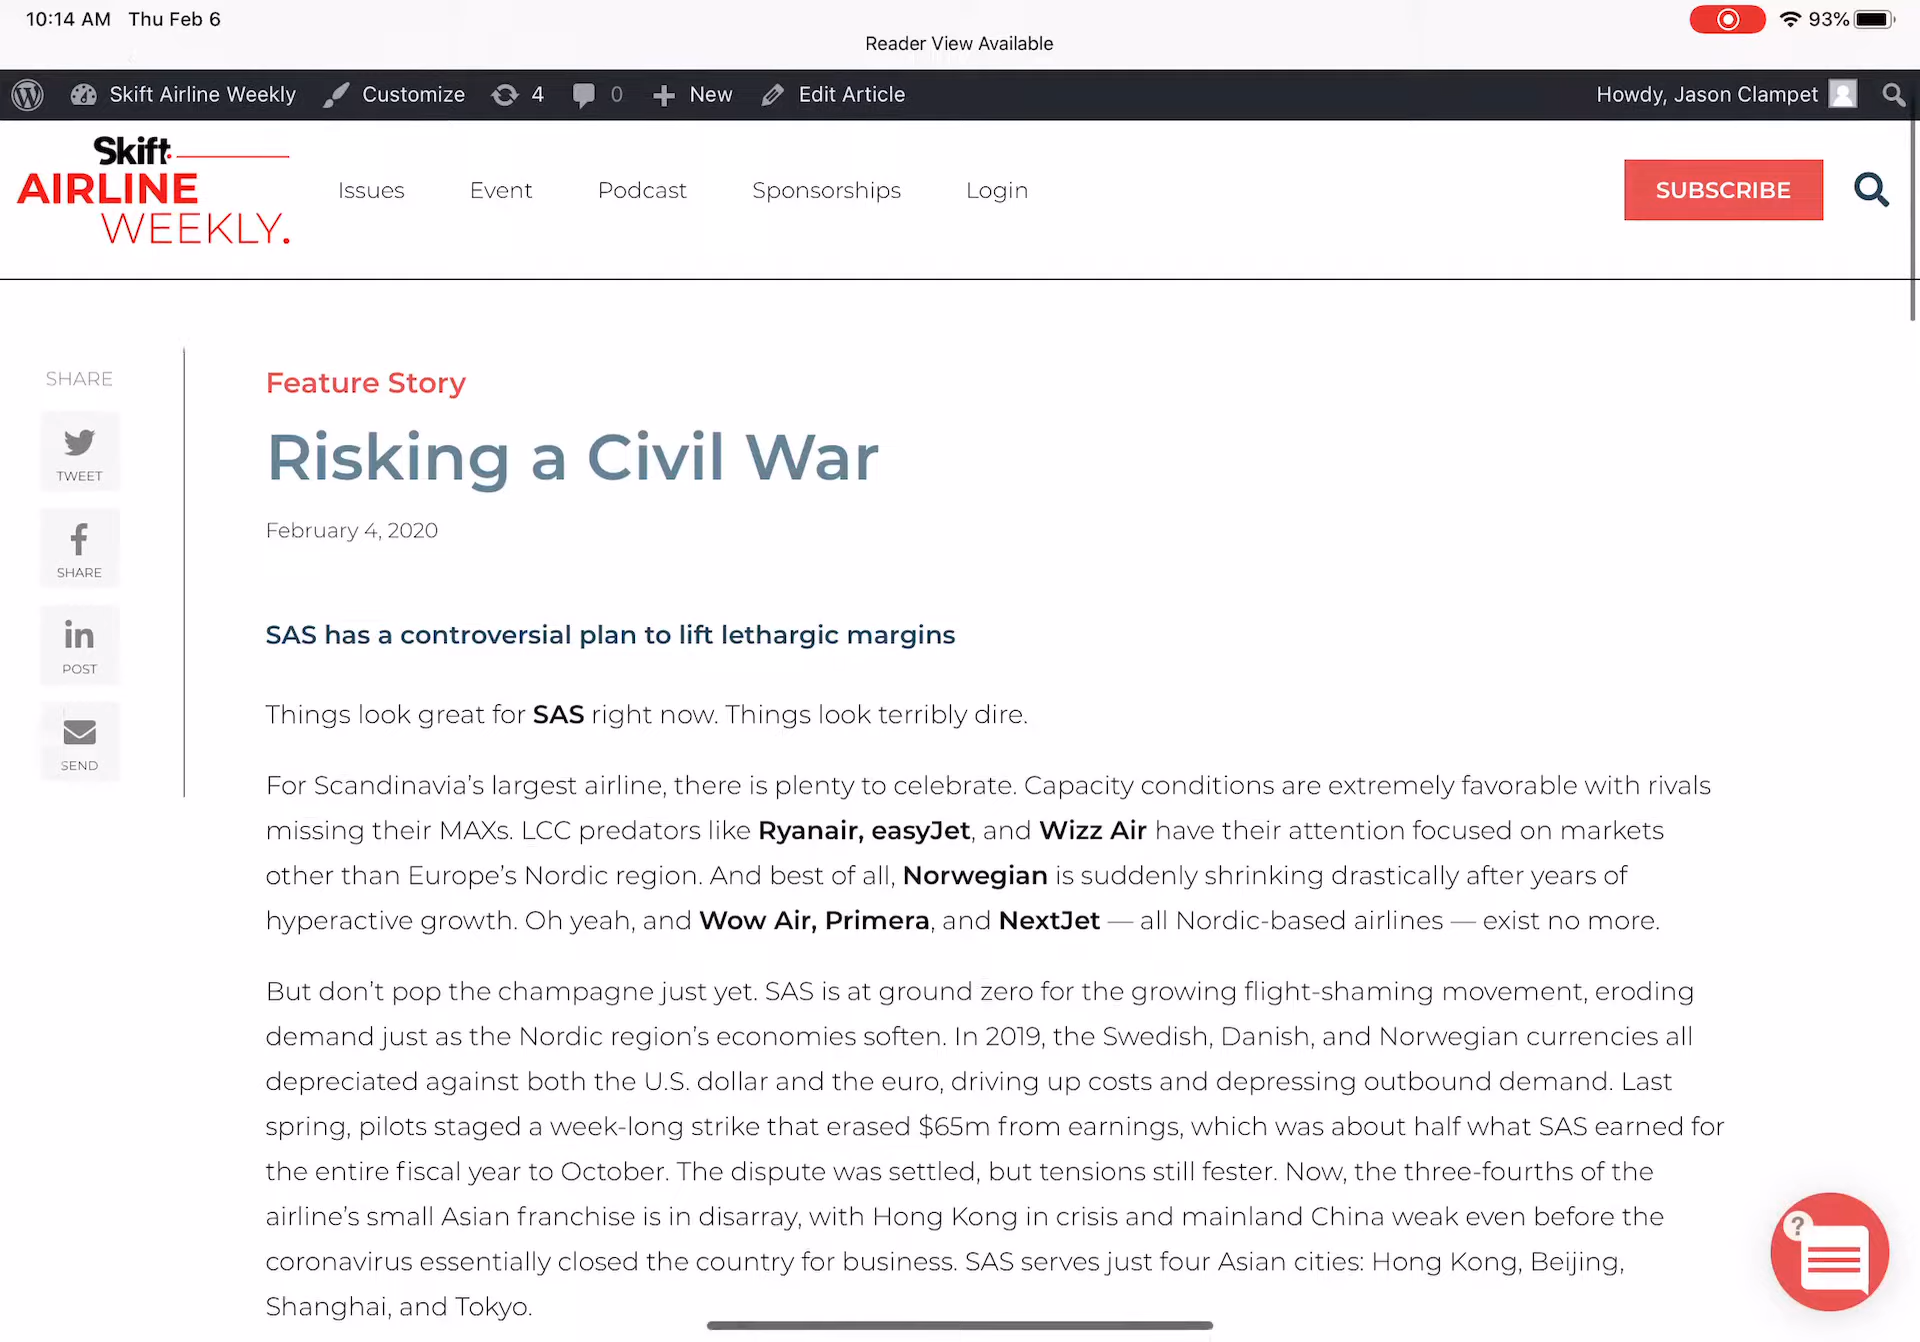 10:14 AM Thu Feb 6
93%
Reader View Available
Skift Airline Weekly Customize 4 0 New Edit Article Howdy, Jason Clampet
Skift
AIRLINE
WEEKLY.
Issues Event Podcast Sponsorships Login SUBSCRIBE
SHARE
TWEET
SHARE
POST
SEND
Feature Story
Risking a Civil War
February 4, 2020
SAS has a controversial plan to lift lethargic margins
Things look great for SAS right now. Things look terribly dire.
For Scandinavia’s largest airline, there is plenty to celebrate. Capacity conditions are extremely favorable with rivals
missing their MAXs. LCC predators like Ryanair, easyJet, and Wizz Air have their attention focused on markets
other than Europe’s Nordic region. And best of all, Norwegian is suddenly shrinking drastically after years of
hyperactive growth. Oh yeah, and Wow Air, Primera, and NextJet — all Nordic-based airlines — exist no more.
But don’t pop the champagne just yet. SAS is at ground zero for the growing flight-shaming movement, eroding
demand just as the Nordic region’s economies soften. In 2019, the Swedish, Danish, and Norwegian currencies all
depreciated against both the U.S. dollar and the euro, driving up costs and depressing outbound demand. Last
spring, pilots staged a week-long strike that erased $65m from earnings, which was about half what SAS earned for
the entire fiscal year to October. The dispute was settled, but tensions still fester. Now, the three-fourths of the
airline’s small Asian franchise is in disarray, with Hong Kong in crisis and mainland China weak even before the
coronavirus essentially closed the country for business. SAS serves just four Asian cities: Hong Kong, Beijing,
Shanghai, and Tokyo.
?